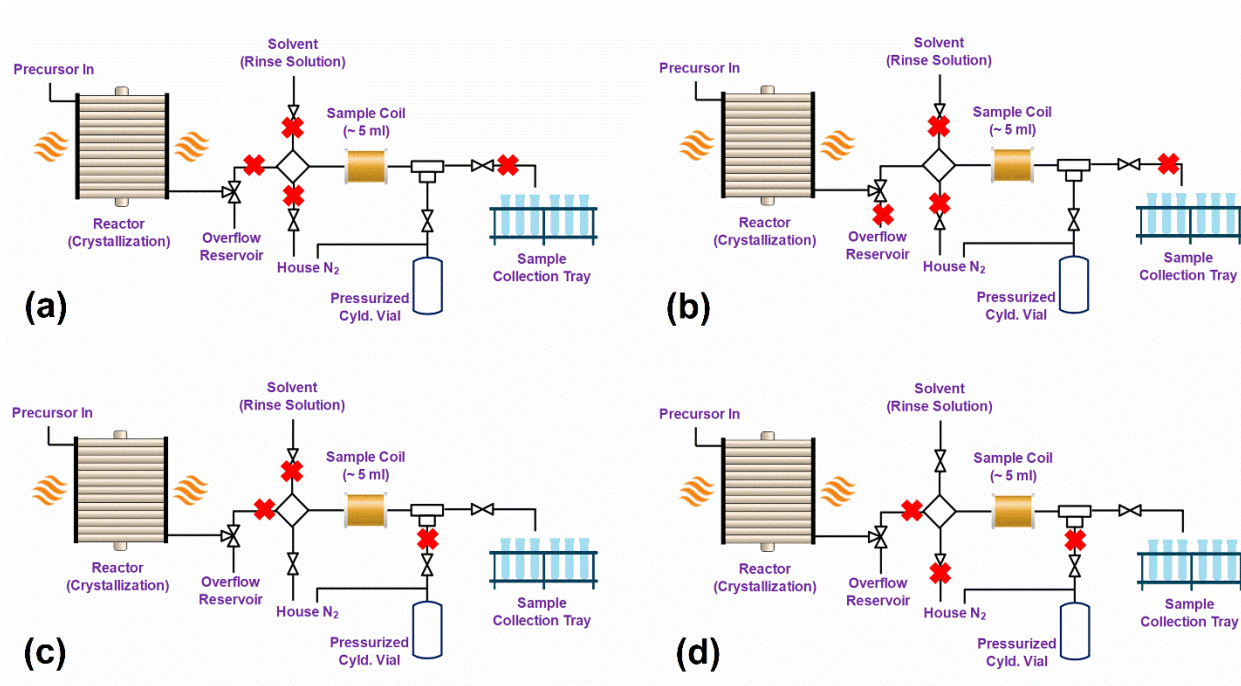 Solvent
(Rinse Solution)
Precursor In
Sample Coil
(~ 5 ml)
Reactor
(Crystallization)
Overflow
Reservoir
House N₂
Pressurized
Cyld. Vial
Sample
Collection Tray
(a)
Solvent
(Rinse Solution)
Precursor In
Sample Coil
(~ 5 ml)
Reactor
(Crystallization)
Overflow
Reservoir
House N₂
Pressurized
Cyld. Vial
Sample
Collection Tray
(b)
Solvent
(Rinse Solution)
Precursor In
Sample Coil
(~ 5 ml)
Reactor
(Crystallization)
Overflow
Reservoir
House N₂
Pressurized
Cyld. Vial
Sample
Collection Tray
(c)
Solvent
(Rinse Solution)
Precursor In
Sample Coil
(~ 5 ml)
Reactor
(Crystallization)
Overflow
Reservoir
House N₂
Pressurized
Cyld. Vial
Sample
Collection Tray
(d)